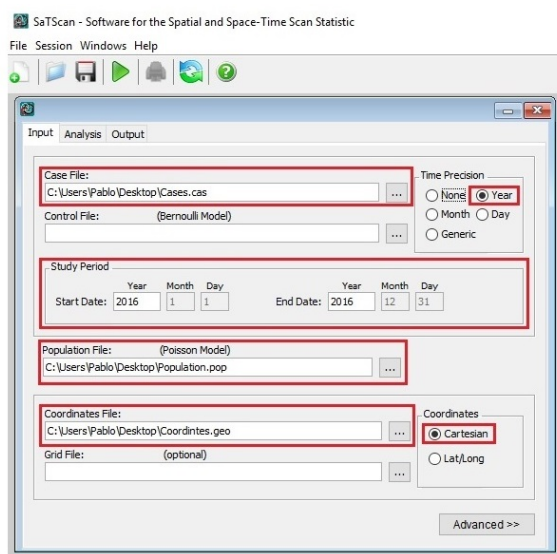 SaTScan - Software for the Spatial and Space-Time Scan Statistic
File Session Windows Help
Input Analysis Output
Case File:
C:\Users\Pablo\Desktop\Cases.cas
...
Time Precision
None Year
Month Day
Generic
Control File: (Bernoulli Model)
...
Study Period
Year Month Day Year Month Day
Start Date: 2016 1 1 End Date: 2016 12 31
Population File: (Poisson Model)
C:\Users\Pablo\Desktop\Population.pop
...
Coordinates File:
C:\Users\Pablo\Desktop\Coordintes.geo
...
Coordinates
Cartesian
Lat/Long
Grid File: (optional)
...
Advanced >>